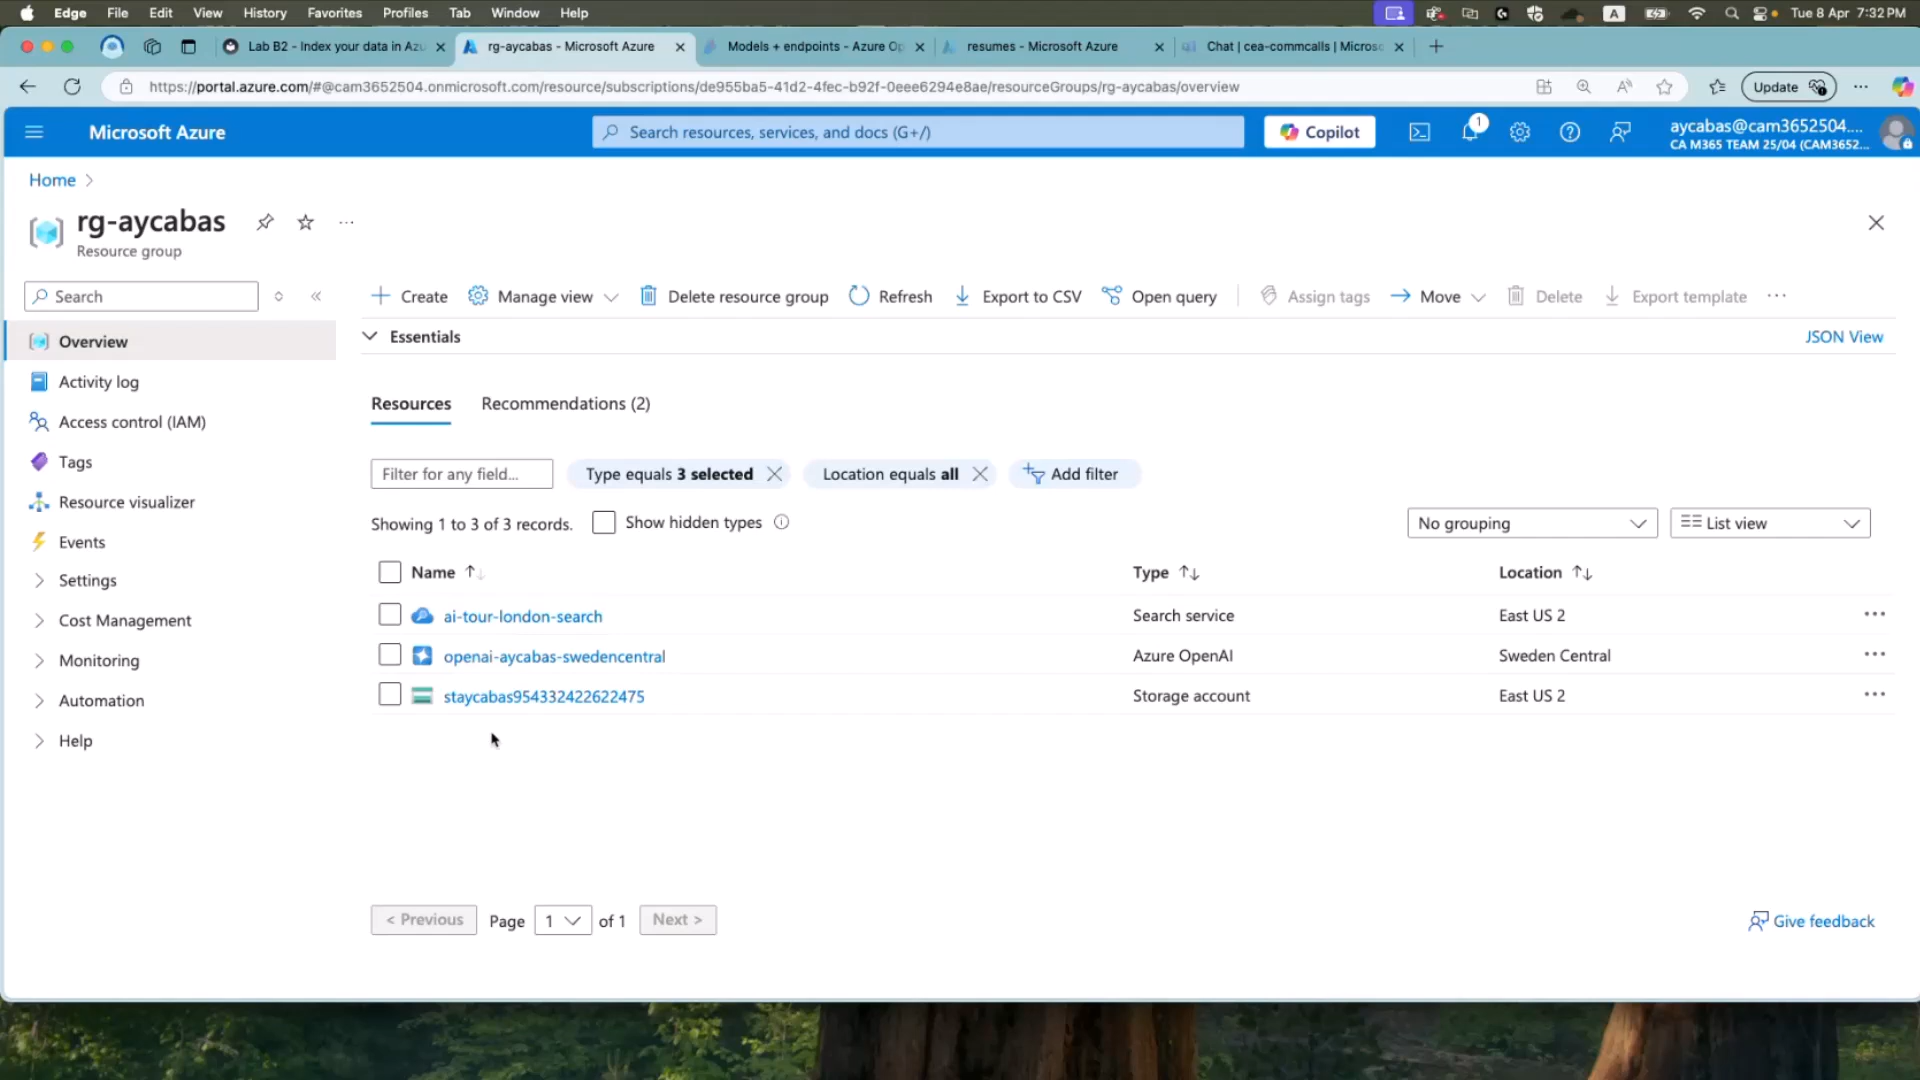 Edge File Edit View History Favorites Profiles Tab Window Help
A
Tue 8 Apr 7:32 PM
Lab B2 - Index your data in Azu
rg-aycabas - Microsoft Azure
Models + endpoints - Azure Op
resumes - Microsoft Azure
Chat | cea-commcalls | Microso
https://portal.azure.com/#@cam3652504.onmicrosoft.com/resource/subscriptions/de955ba5-41d2-4fec-b92f-0eee6294e8ae/resourceGroups/rg-aycabas/overview
Update
Microsoft Azure
Search resources, services, and docs (G+/)
Copilot
1
aycabas@cam3652504....
CA M365 TEAM 25/04 (CAM3652...
Home >
rg-aycabas
Resource group
Search
Create
Manage view
Delete resource group
Refresh
Export to CSV
Open query
Assign tags
Move
Delete
Export template
Overview
Activity log
Access control (IAM)
Tags
Resource visualizer
Events
Settings
Cost Management
Monitoring
Automation
Help
Essentials
JSON View
Resources
Recommendations (2)
Filter for any field...
Type equals 3 selected
Location equals all
Add filter
Showing 1 to 3 of 3 records.
Show hidden types
No grouping
List view
Name Type Location
ai-tour-london-search Search service East US 2
openai-aycabas-swedencentral Azure OpenAI Sweden Central
staycabas954332422622475 Storage account East US 2
< Previous Page 1 of 1 Next >
Give feedback